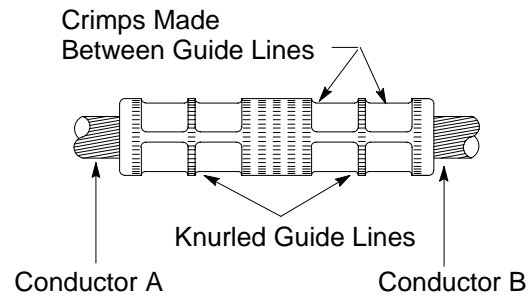 Crimps Made
Between Guide Lines
Knurled Guide Lines
Conductor A
Conductor B